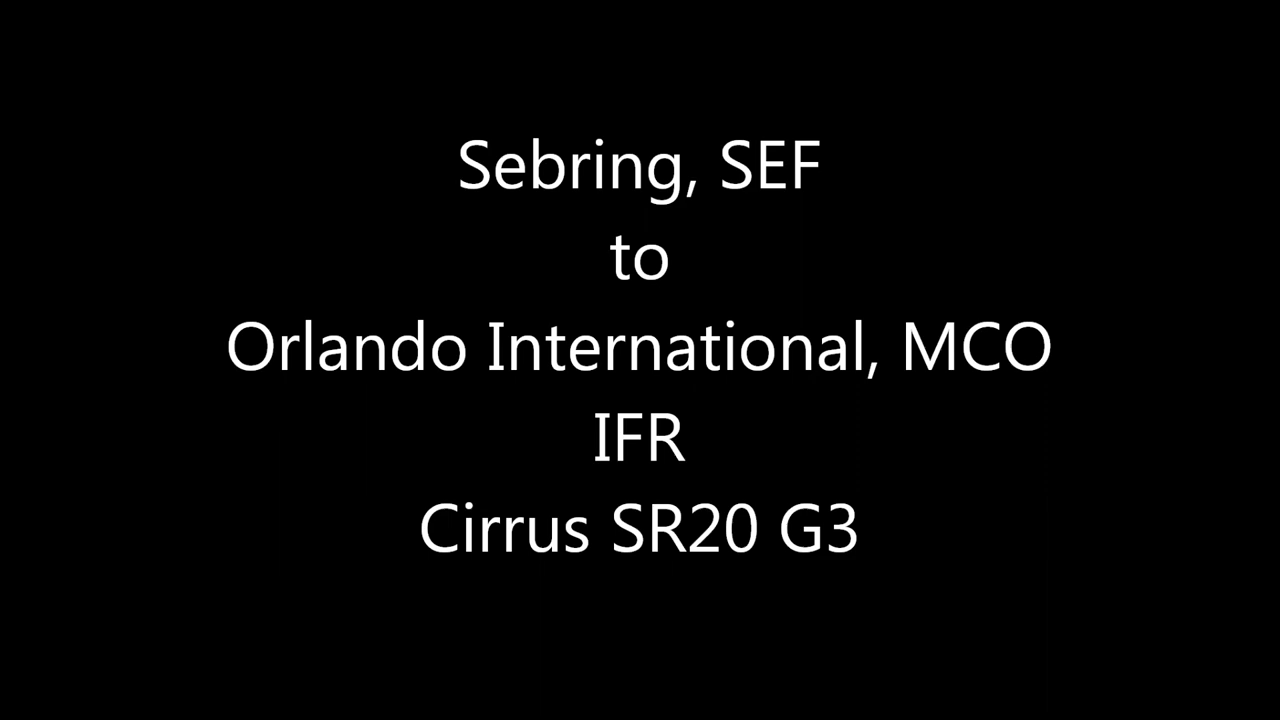 Sebring, SEF
to
Orlando International, MCO
IFR
Cirrus SR20 G3